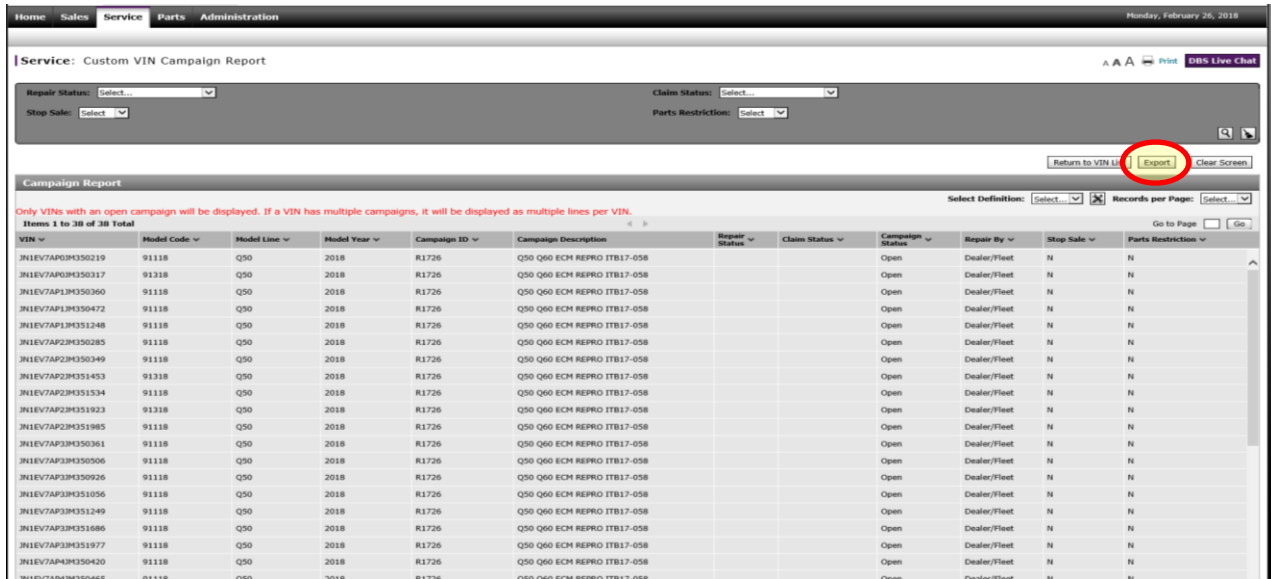 Home Sales Service Parts Administration Monday, February 26, 2018
Service: Custom VIN Campaign Report A A A Print DBS Live Chat
Repair Status: Select... Claim Status: Select...
Stop Sale: Select Parts Restriction: Select
Return to VIN Li Export Clear Screen
Campaign Report
Select Definition: Select... Records per Page: Select...
Only VINs with an open campaign will be displayed. If a VIN has multiple campaigns, it will be displayed as multiple lines per VIN.
Items 1 to 38 of 38 Total Go to Page Go
VIN Model Code Model Line Model Year Campaign ID Campaign Description Repair Status Claim Status Campaign Status Repair By Stop Sale Parts Restriction
JN1EV7AP0JM350219 91118 Q50 2018 R1726 Q50 Q60 ECM REPRO ITB17-058 Open Dealer/Fleet N N
JN1EV7AP0JM350317 91318 Q50 2018 R1726 Q50 Q60 ECM REPRO ITB17-058 Open Dealer/Fleet N N
JN1EV7AP1JM350360 91118 Q50 2018 R1726 Q50 Q60 ECM REPRO ITB17-058 Open Dealer/Fleet N N
JN1EV7AP1JM350472 91118 Q50 2018 R1726 Q50 Q60 ECM REPRO ITB17-058 Open Dealer/Fleet N N
JN1EV7AP1JM351248 91118 Q50 2018 R1726 Q50 Q60 ECM REPRO ITB17-058 Open Dealer/Fleet N N
JN1EV7AP2JM350285 91118 Q50 2018 R1726 Q50 Q60 ECM REPRO ITB17-058 Open Dealer/Fleet N N
JN1EV7AP2JM350349 91118 Q50 2018 R1726 Q50 Q60 ECM REPRO ITB17-058 Open Dealer/Fleet N N
JN1EV7AP2JM351453 91318 Q50 2018 R1726 Q50 Q60 ECM REPRO ITB17-058 Open Dealer/Fleet N N
JN1EV7AP2JM351534 91118 Q50 2018 R1726 Q50 Q60 ECM REPRO ITB17-058 Open Dealer/Fleet N N
JN1EV7AP2JM351923 91318 Q50 2018 R1726 Q50 Q60 ECM REPRO ITB17-058 Open Dealer/Fleet N N
JN1EV7AP2JM351985 91118 Q50 2018 R1726 Q50 Q60 ECM REPRO ITB17-058 Open Dealer/Fleet N N
JN1EV7AP3JM350361 91118 Q50 2018 R1726 Q50 Q60 ECM REPRO ITB17-058 Open Dealer/Fleet N N
JN1EV7AP3JM350506 91118 Q50 2018 R1726 Q50 Q60 ECM REPRO ITB17-058 Open Dealer/Fleet N N
JN1EV7AP3JM350926 91118 Q50 2018 R1726 Q50 Q60 ECM REPRO ITB17-058 Open Dealer/Fleet N N
JN1EV7AP3JM351056 91118 Q50 2018 R1726 Q50 Q60 ECM REPRO ITB17-058 Open Dealer/Fleet N N
JN1EV7AP3JM351249 91118 Q50 2018 R1726 Q50 Q60 ECM REPRO ITB17-058 Open Dealer/Fleet N N
JN1EV7AP3JM351686 91118 Q50 2018 R1726 Q50 Q60 ECM REPRO ITB17-058 Open Dealer/Fleet N N
JN1EV7AP3JM351977 91118 Q50 2018 R1726 Q50 Q60 ECM REPRO ITB17-058 Open Dealer/Fleet N N
JN1EV7AP4JM350420 91118 Q50 2018 R1726 Q50 Q60 ECM REPRO ITB17-058 Open Dealer/Fleet N N
JN1EV7AP4JM350465 91118 Q50 2018 R1726 Q50 Q60 ECM REPRO ITB17-058 Open Dealer/Fleet N N